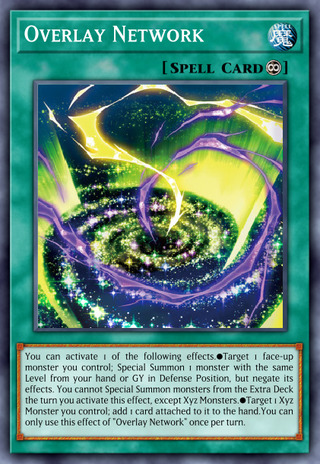 Overlay Network
[Spell Card]
You can activate 1 of the following effects.●Target 1 face-up
monster you control; Special Summon 1 monster with the same
Level from your hand or GY in Defense Position, but negate its
effects. You cannot Special Summon monsters from the Extra Deck
the turn you activate this effect, except Xyz Monsters.●Target 1 Xyz
Monster you control; add 1 card attached to it to the hand.You can
only use this effect of "Overlay Network" once per turn.